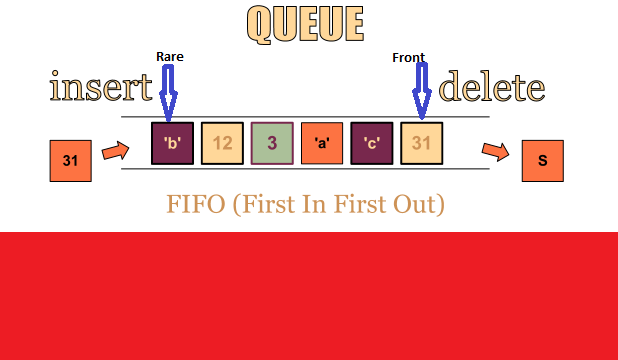 QUEUE
Rare
Front
insert
delete
31
'b'
12
3
'a'
'c'
31
S
FIFO (First In First Out)